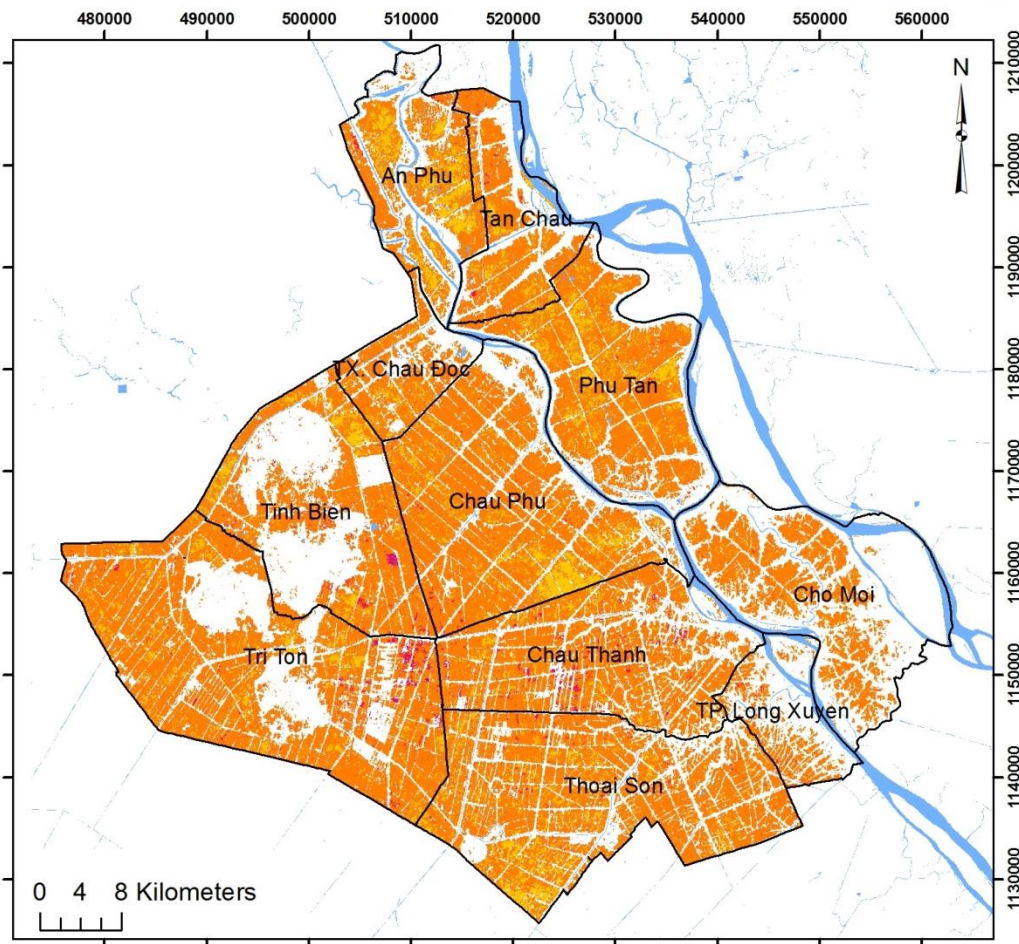 480000 490000 500000 510000 520000 530000 540000 550000 560000
1210000
N
1200000
An Phu
Tan Chau
1190000
1180000
TX. Chau Đoc
Phu Tan
1170000
Chau Phu
Tinh Bien
1160000
Cho Moi
Tri Ton
Chau Thanh
1150000
TP. Long Xuyen
Thoai Son
1140000
1130000
0 4 8 Kilometers